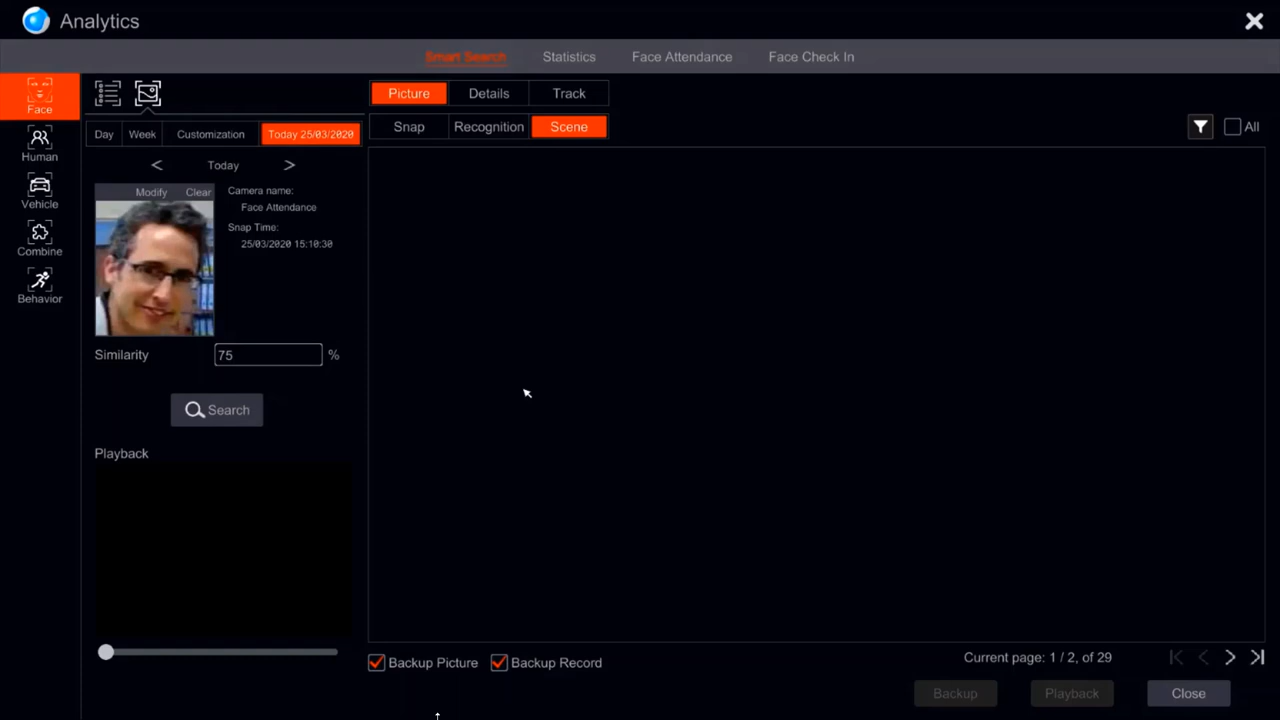 Analytics
Smart Search Statistics Face Attendance Face Check In
Face
Human
Vehicle
Combine
Behavior
Day Week Customization Today 25/03/2020
< Today >
Modify Clear
Camera name:
Face Attendance
Snap Time:
25/03/2020 15:10:30
Similarity 75 %
Search
Playback
Picture Details Track
Snap Recognition Scene
All
Backup Picture Backup Record
Current page: 1 / 2, of 29
Backup Playback Close